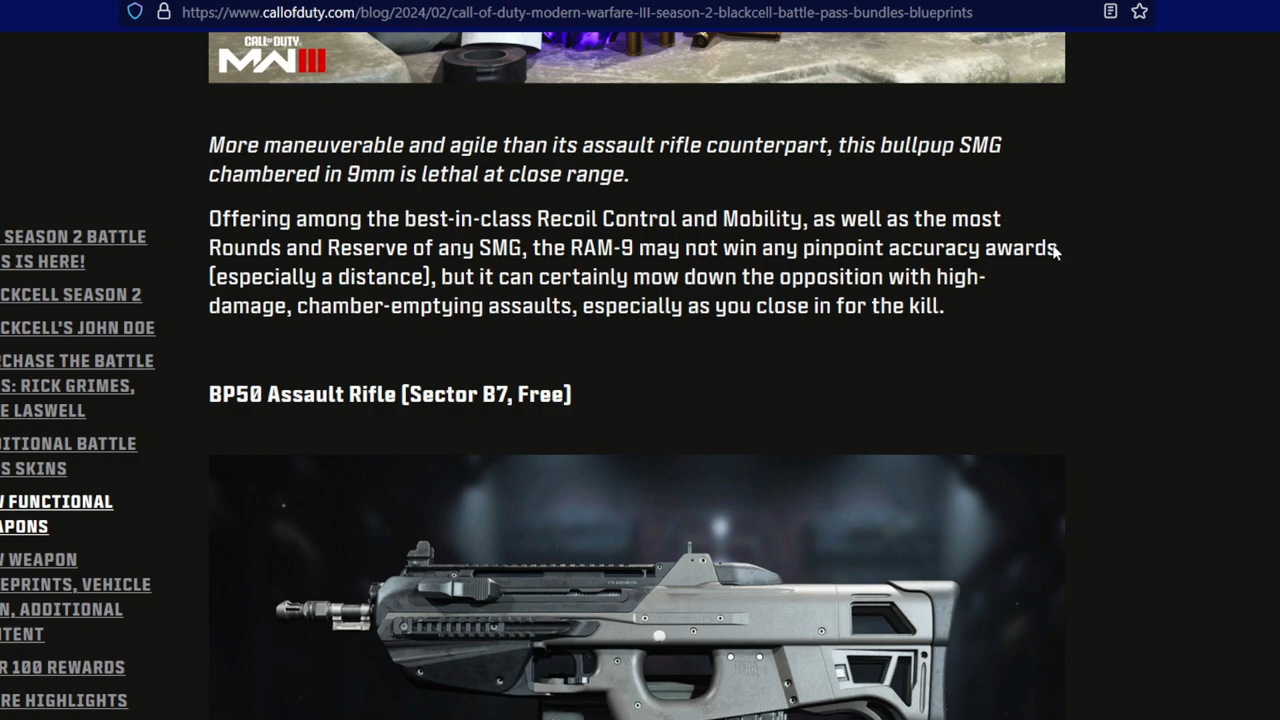 https://www.callofduty.com/blog/2024/02/call-of-duty-modern-warfare-III-season-2-blackcell-battle-pass-bundles-blueprints
CALL OF DUTY
MWIII
More maneuverable and agile than its assault rifle counterpart, this bullpup SMG
chambered in 9mm is lethal at close range.
Offering among the best-in-class Recoil Control and Mobility, as well as the most
Rounds and Reserve of any SMG, the RAM-9 may not win any pinpoint accuracy awards
[especially a distance], but it can certainly mow down the opposition with high-
damage, chamber-emptying assaults, especially as you close in for the kill.
BP50 Assault Rifle [Sector B7, Free]
SEASON 2 BATTLE
S IS HERE!
CKCELL SEASON 2
CKCELL'S JOHN DOE
RCHASE THE BATTLE
S: RICK GRIMES,
E LASWELL
DITIONAL BATTLE
S SKINS
W FUNCTIONAL
APONS
W WEAPON
EPRINTS, VEHICLE
N, ADDITIONAL
TENT
R 100 REWARDS
RE HIGHLIGHTS